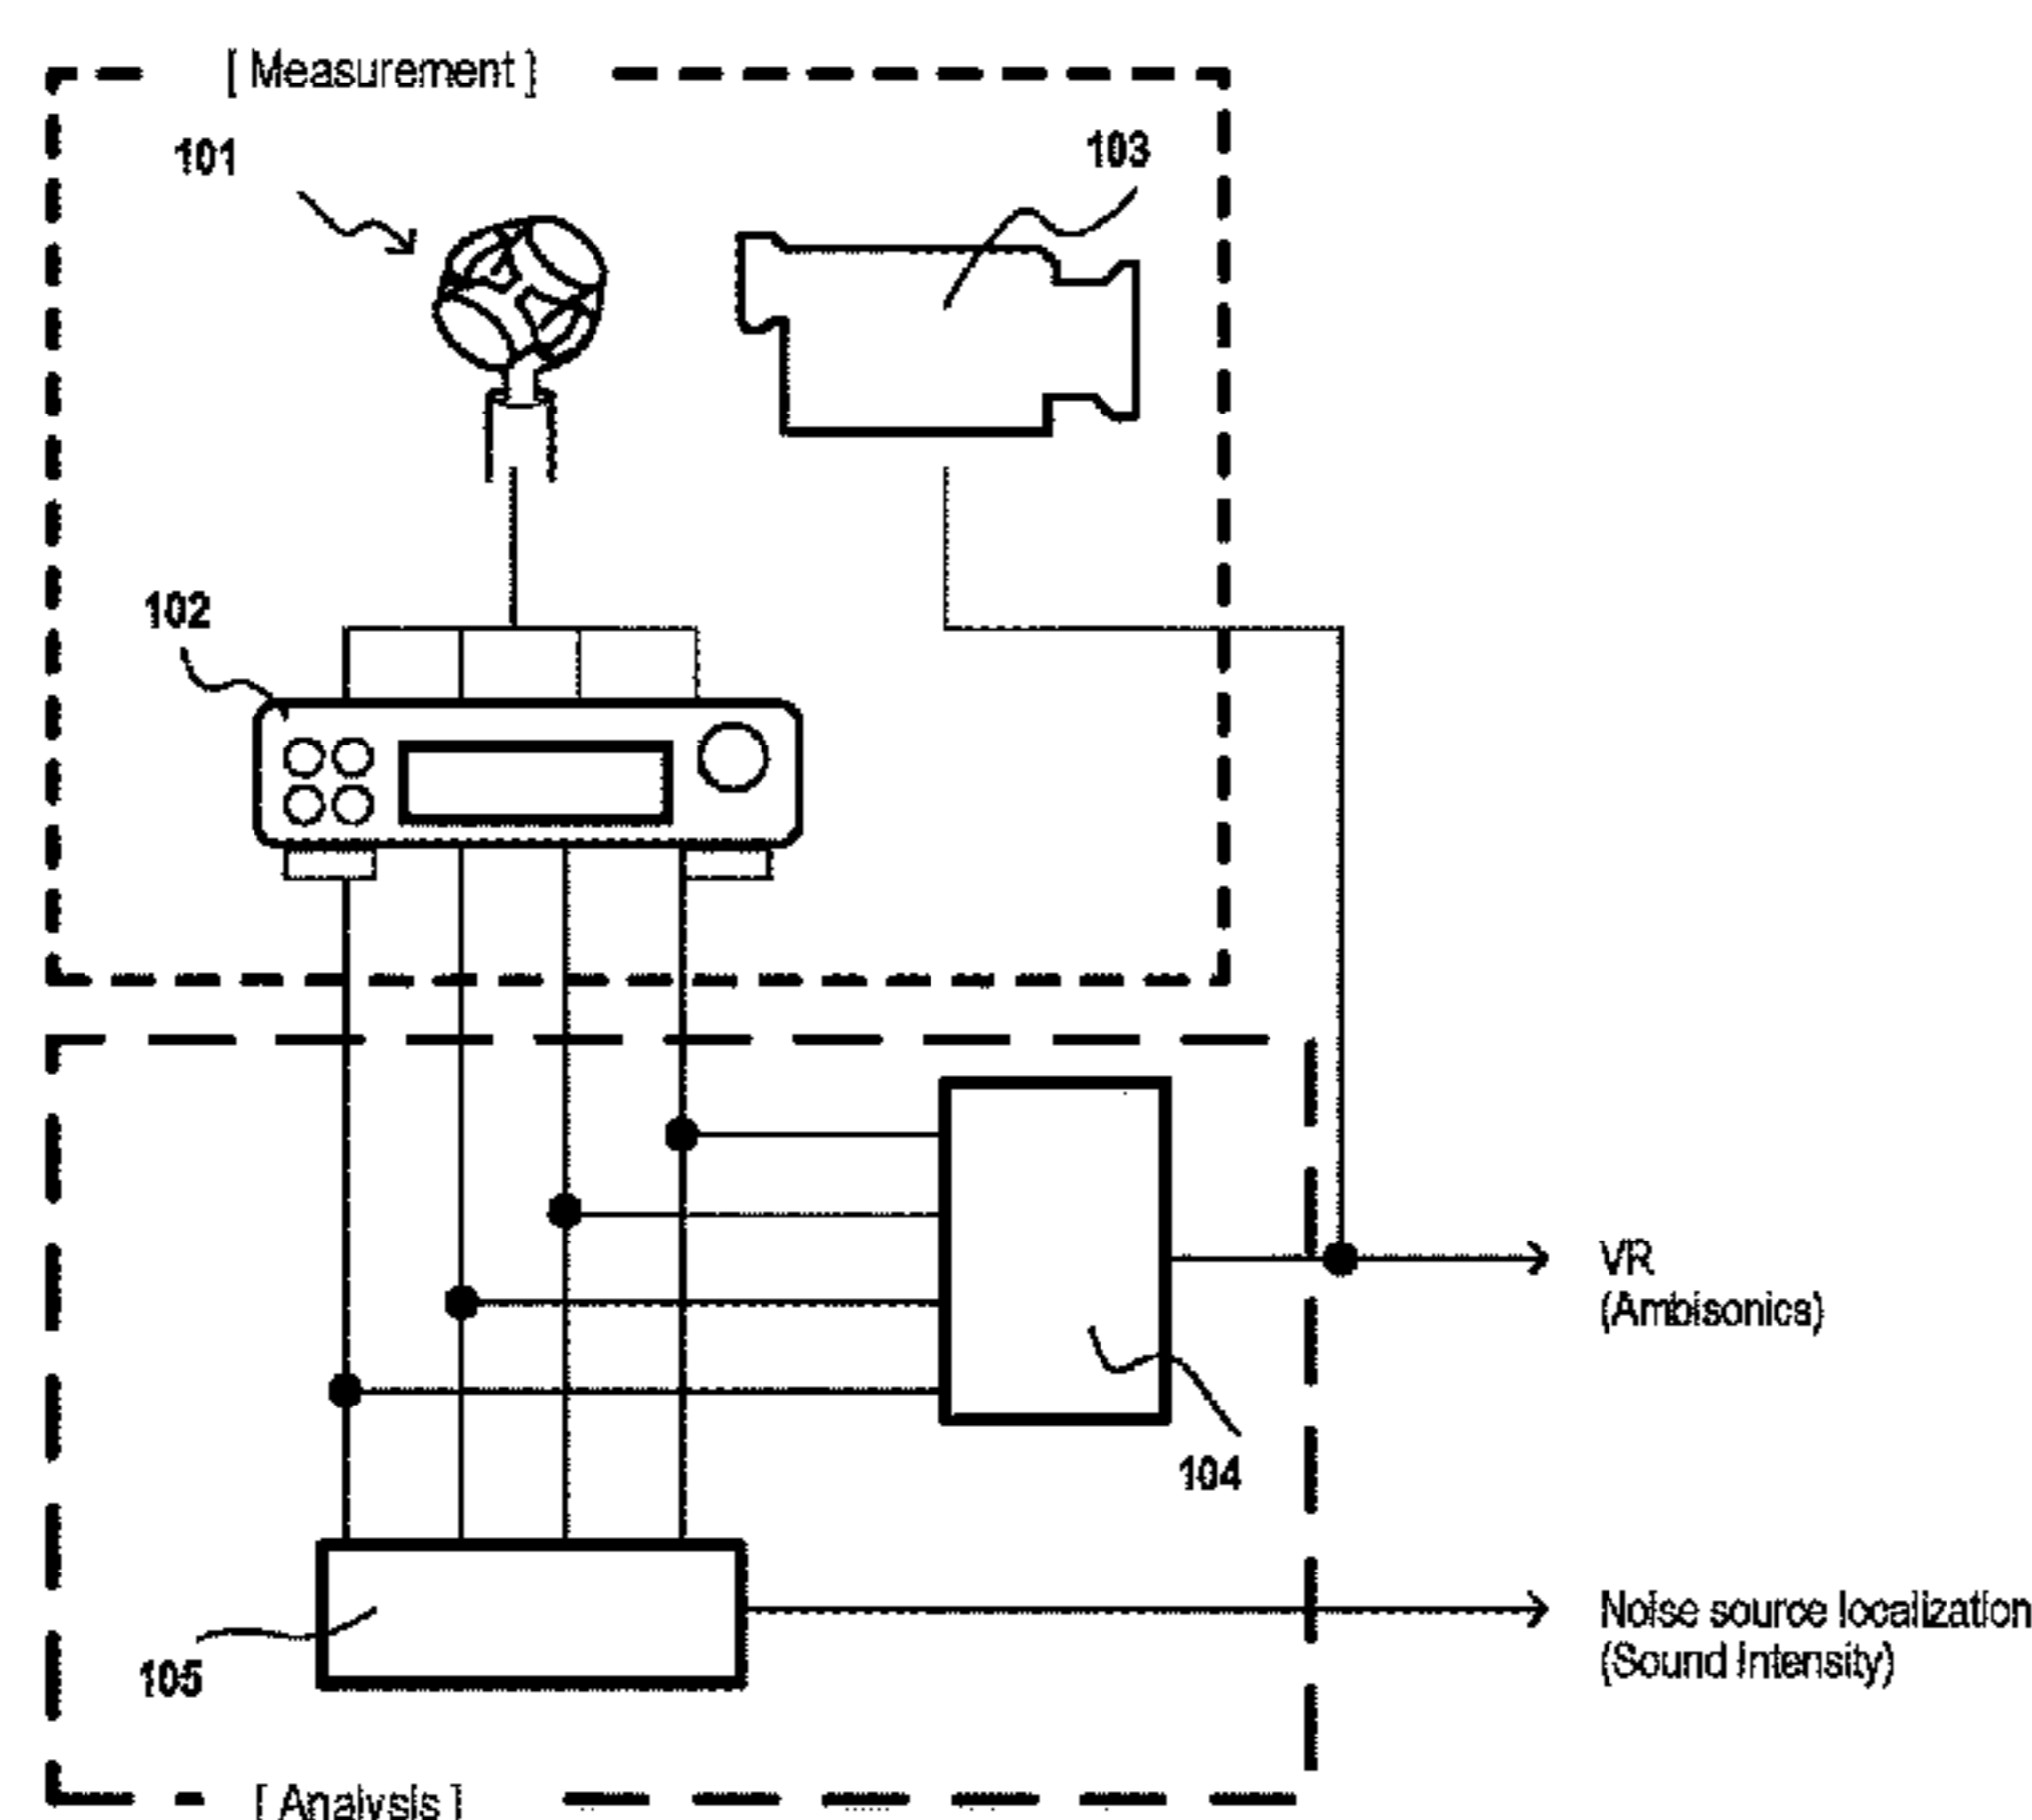 [ Measurement ]
101
103
102
VR
(Ambisonics)
104
Noise source localization
(Sound Intensity)
105
[ Analysis ]